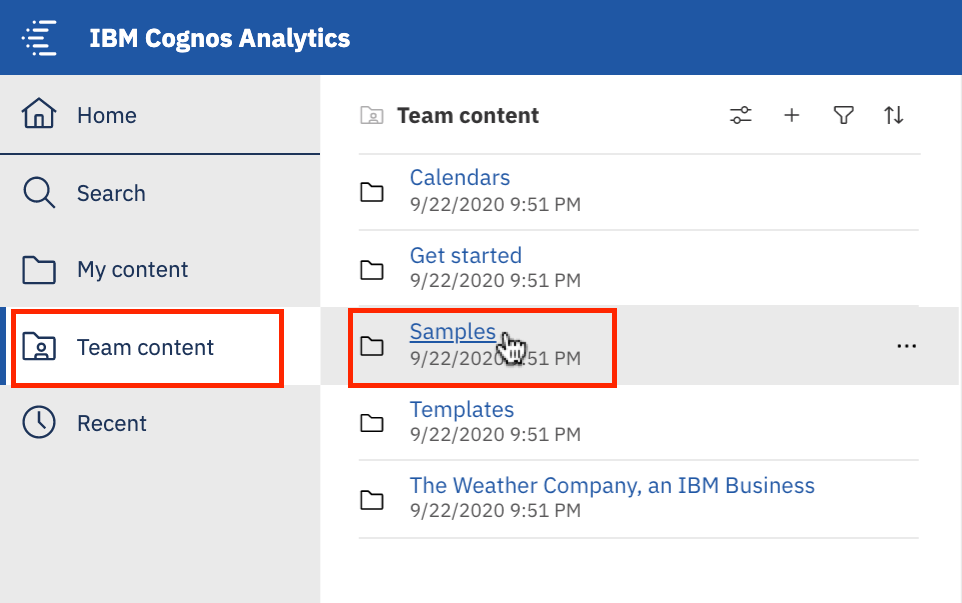 IBM Cognos Analytics
Home
Search
My content
Team content
Recent
Team content
Calendars
9/22/2020 9:51 PM
Get started
9/22/2020 9:51 PM
Samples
9/22/2020 9:51 PM
Templates
9/22/2020 9:51 PM
The Weather Company, an IBM Business
9/22/2020 9:51 PM